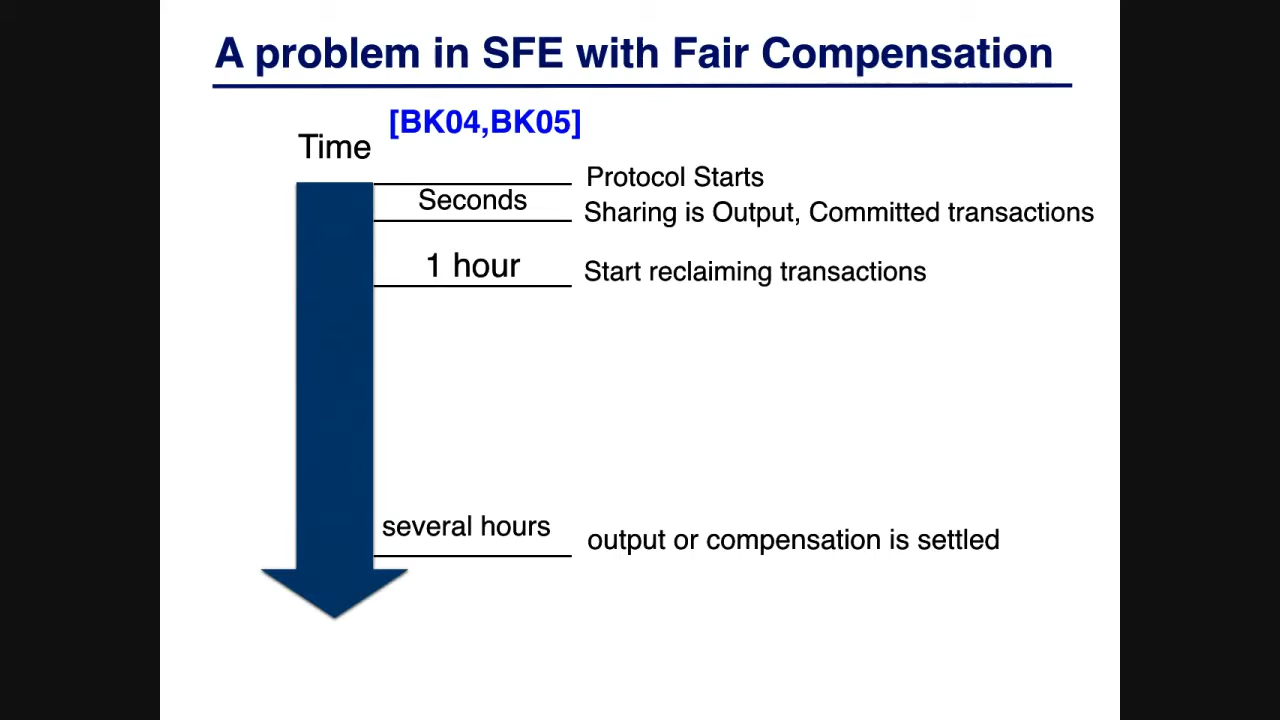 A problem in SFE with Fair Compensation
[BK04,BK05]
Time
Protocol Starts
Seconds
Sharing is Output, Committed transactions
1 hour
Start reclaiming transactions
several hours
output or compensation is settled